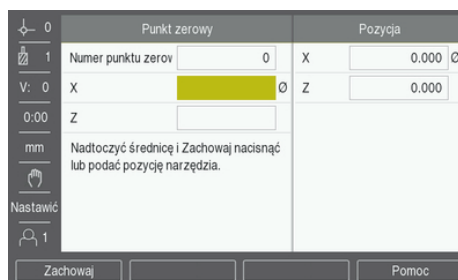 0
Punkt zerowy
Pozycja
1
Numer punktu zerov
0
X
0.000
Ø
V: 0
X
Ø
Z
0.000
0:00
Z
mm
Nadtoczyć średnicę i Zachowaj nacisnąć
lub podać pozycję narzędzia.
Nastawić
1
Zachowaj
Pomoc